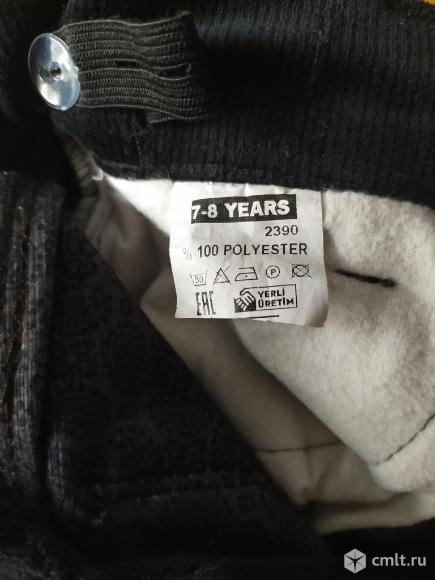 7-8 YEARS
2390
% 100 POLYESTER
30 P
EAC YERLİ
ÜRETİM
cmlt.ru